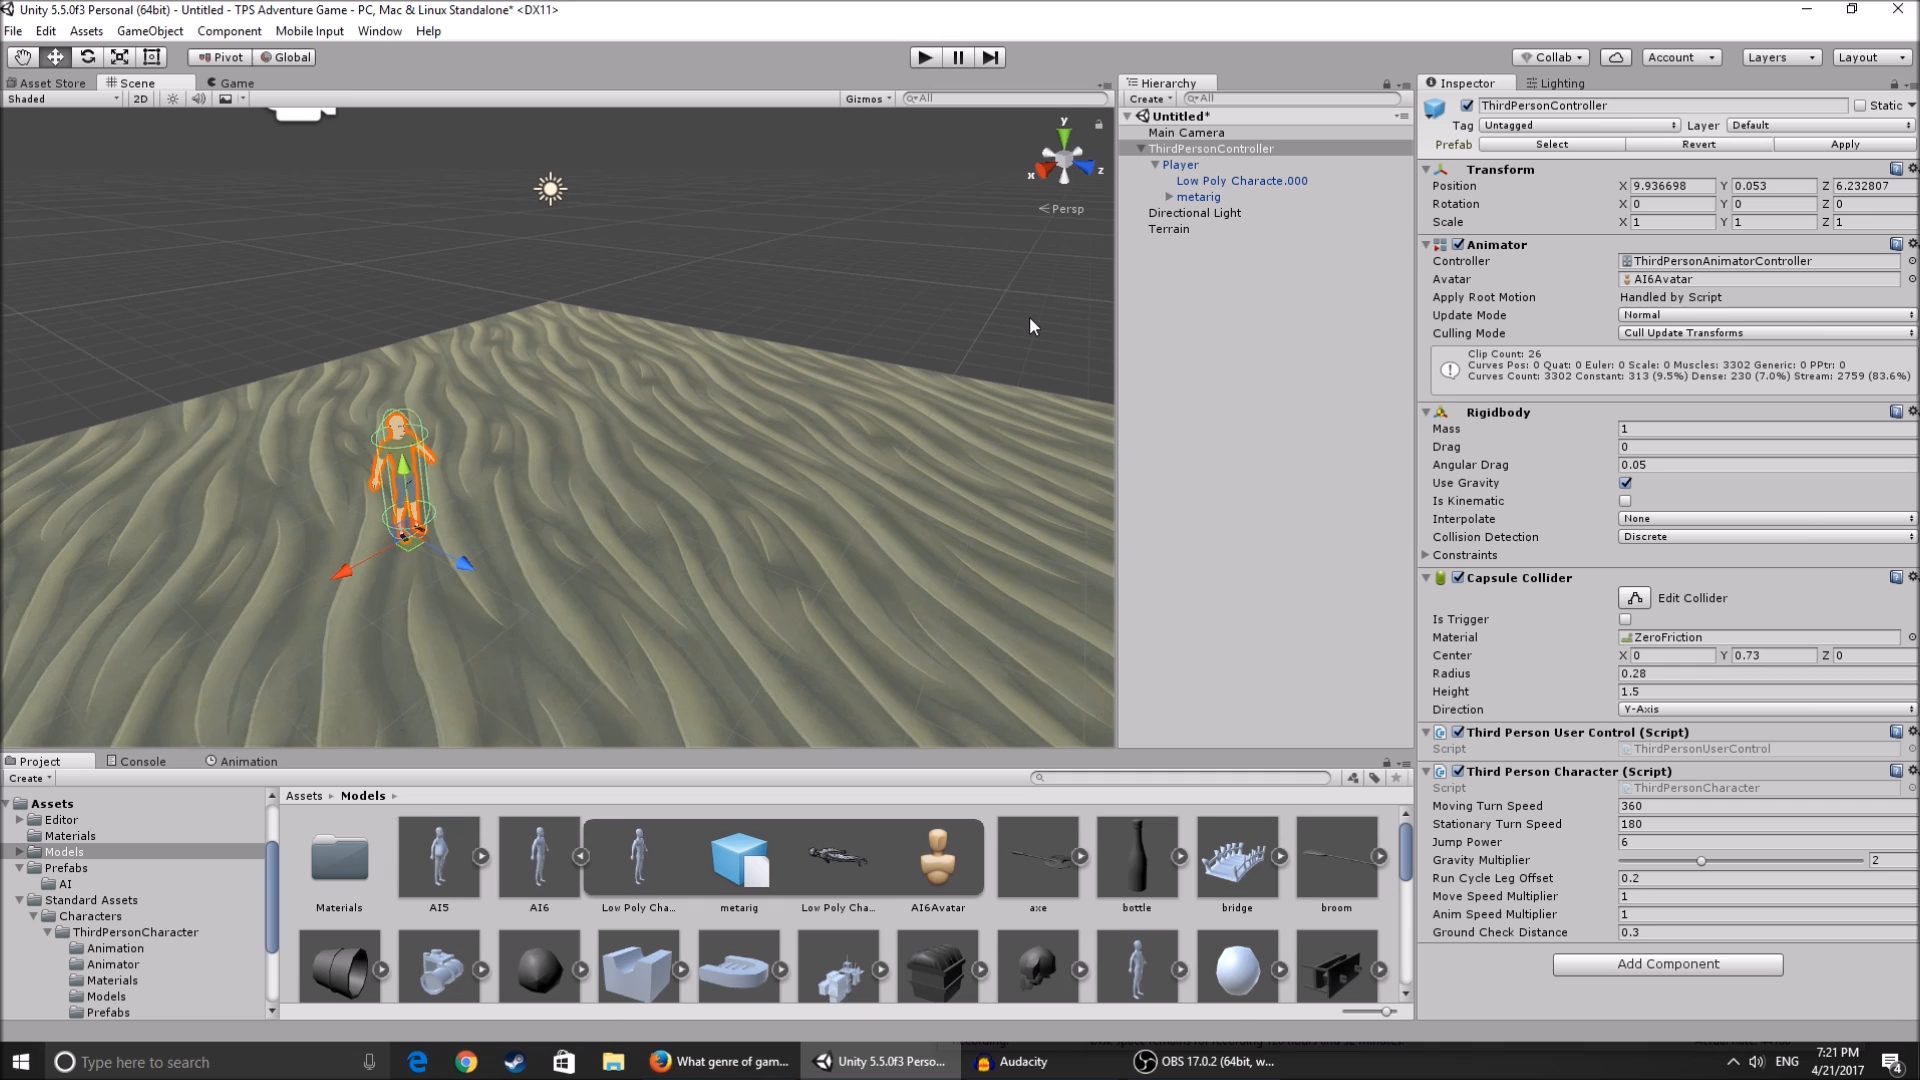 Unity 5.5.0f3 Personal (64bit) - Untitled - TPS Adventure Game - PC, Mac & Linux Standalone* <DX11>
File Edit Assets GameObject Component Mobile Input Window Help
Pivot Global Collab Account Layers Layout
Asset Store Scene Game
Shaded 2D Gizmos All
y
x
z
Persp
Hierarchy
Create All
Untitled*
Main Camera
ThirdPersonController
Player
Low Poly Characte.000
metarig
Directional Light
Terrain
Inspector Lighting
ThirdPersonController Static
Tag Untagged Layer Default
Prefab Select Revert Apply
Transform
Position X 9.936698 Y 0.053 Z 6.232807
Rotation X 0 Y 0 Z 0
Scale X 1 Y 1 Z 1
Animator
Controller ThirdPersonAnimatorController
Avatar AI6Avatar
Apply Root Motion Handled by Script
Update Mode Normal
Culling Mode Cull Update Transforms
Clip Count: 26
Curves Pos: 0 Quat: 0 Euler: 0 Scale: 0 Muscles: 3302 Generic: 0 PPtr: 0
Curves Count: 3302 Constant: 313 (9.5%) Dense: 230 (7.0%) Stream: 2759 (83.6%)
Rigidbody
Mass 1
Drag 0
Angular Drag 0.05
Use Gravity
Is Kinematic
Interpolate None
Collision Detection Discrete
Constraints
Capsule Collider
Edit Collider
Is Trigger
Material ZeroFriction
Center X 0 Y 0.73 Z 0
Radius 0.28
Height 1.5
Direction Y-Axis
Third Person User Control (Script)
Script ThirdPersonUserControl
Third Person Character (Script)
Script ThirdPersonCharacter
Moving Turn Speed 360
Stationary Turn Speed 180
Jump Power 6
Gravity Multiplier 2
Run Cycle Leg Offset 0.2
Move Speed Multiplier 1
Anim Speed Multiplier 1
Ground Check Distance 0.3
Add Component
Project Console Animation
Create
Assets
Editor
Materials
Models
Prefabs
AI
Standard Assets
Characters
ThirdPersonCharacter
Animation
Animator
Materials
Models
Prefabs
Assets Models
Materials AI5 AI6 Low Poly Cha... metarig Low Poly Cha... AI6Avatar axe bottle bridge broom
Type here to search
What genre of gam...
Unity 5.5.0f3 Perso...
Audacity
OBS 17.0.2 (64bit, w...
ENG
7:21 PM
4/21/2017
4